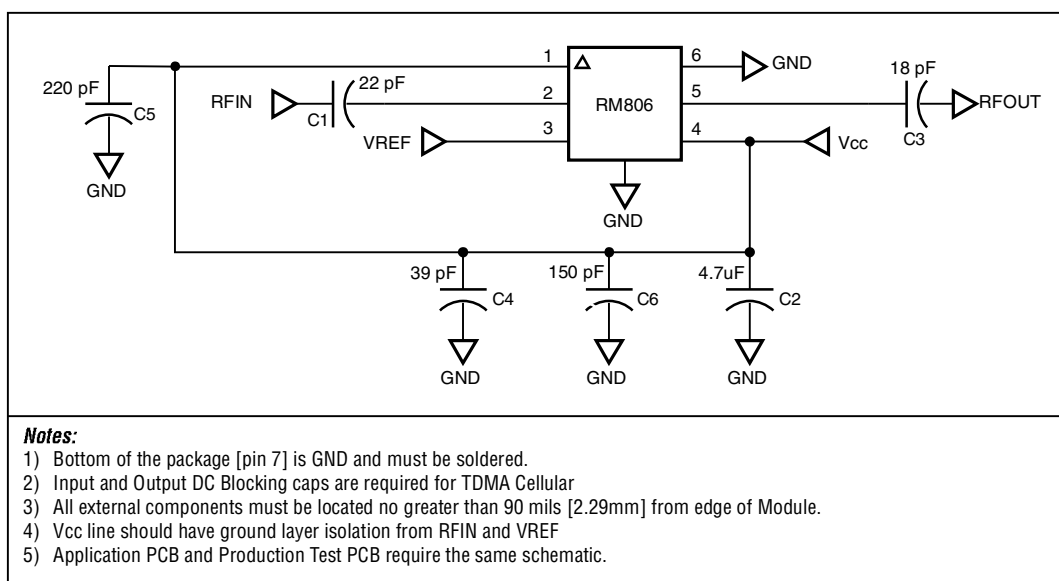 1
6
GND
220 pF
22 pF
18 pF
RFIN
2
RM806
5
RFOUT
C5
C1
C3
VREF
3
4
Vcc
GND
GND
39 pF
150 pF
4.7uF
C4
C6
C2
GND
GND
GND
Notes:
1) Bottom of the package [pin 7] is GND and must be soldered.
2) Input and Output DC Blocking caps are required for TDMA Cellular
3) All external components must be located no greater than 90 mils [2.29mm] from edge of Module.
4) Vcc line should have ground layer isolation from RFIN and VREF
5) Application PCB and Production Test PCB require the same schematic.